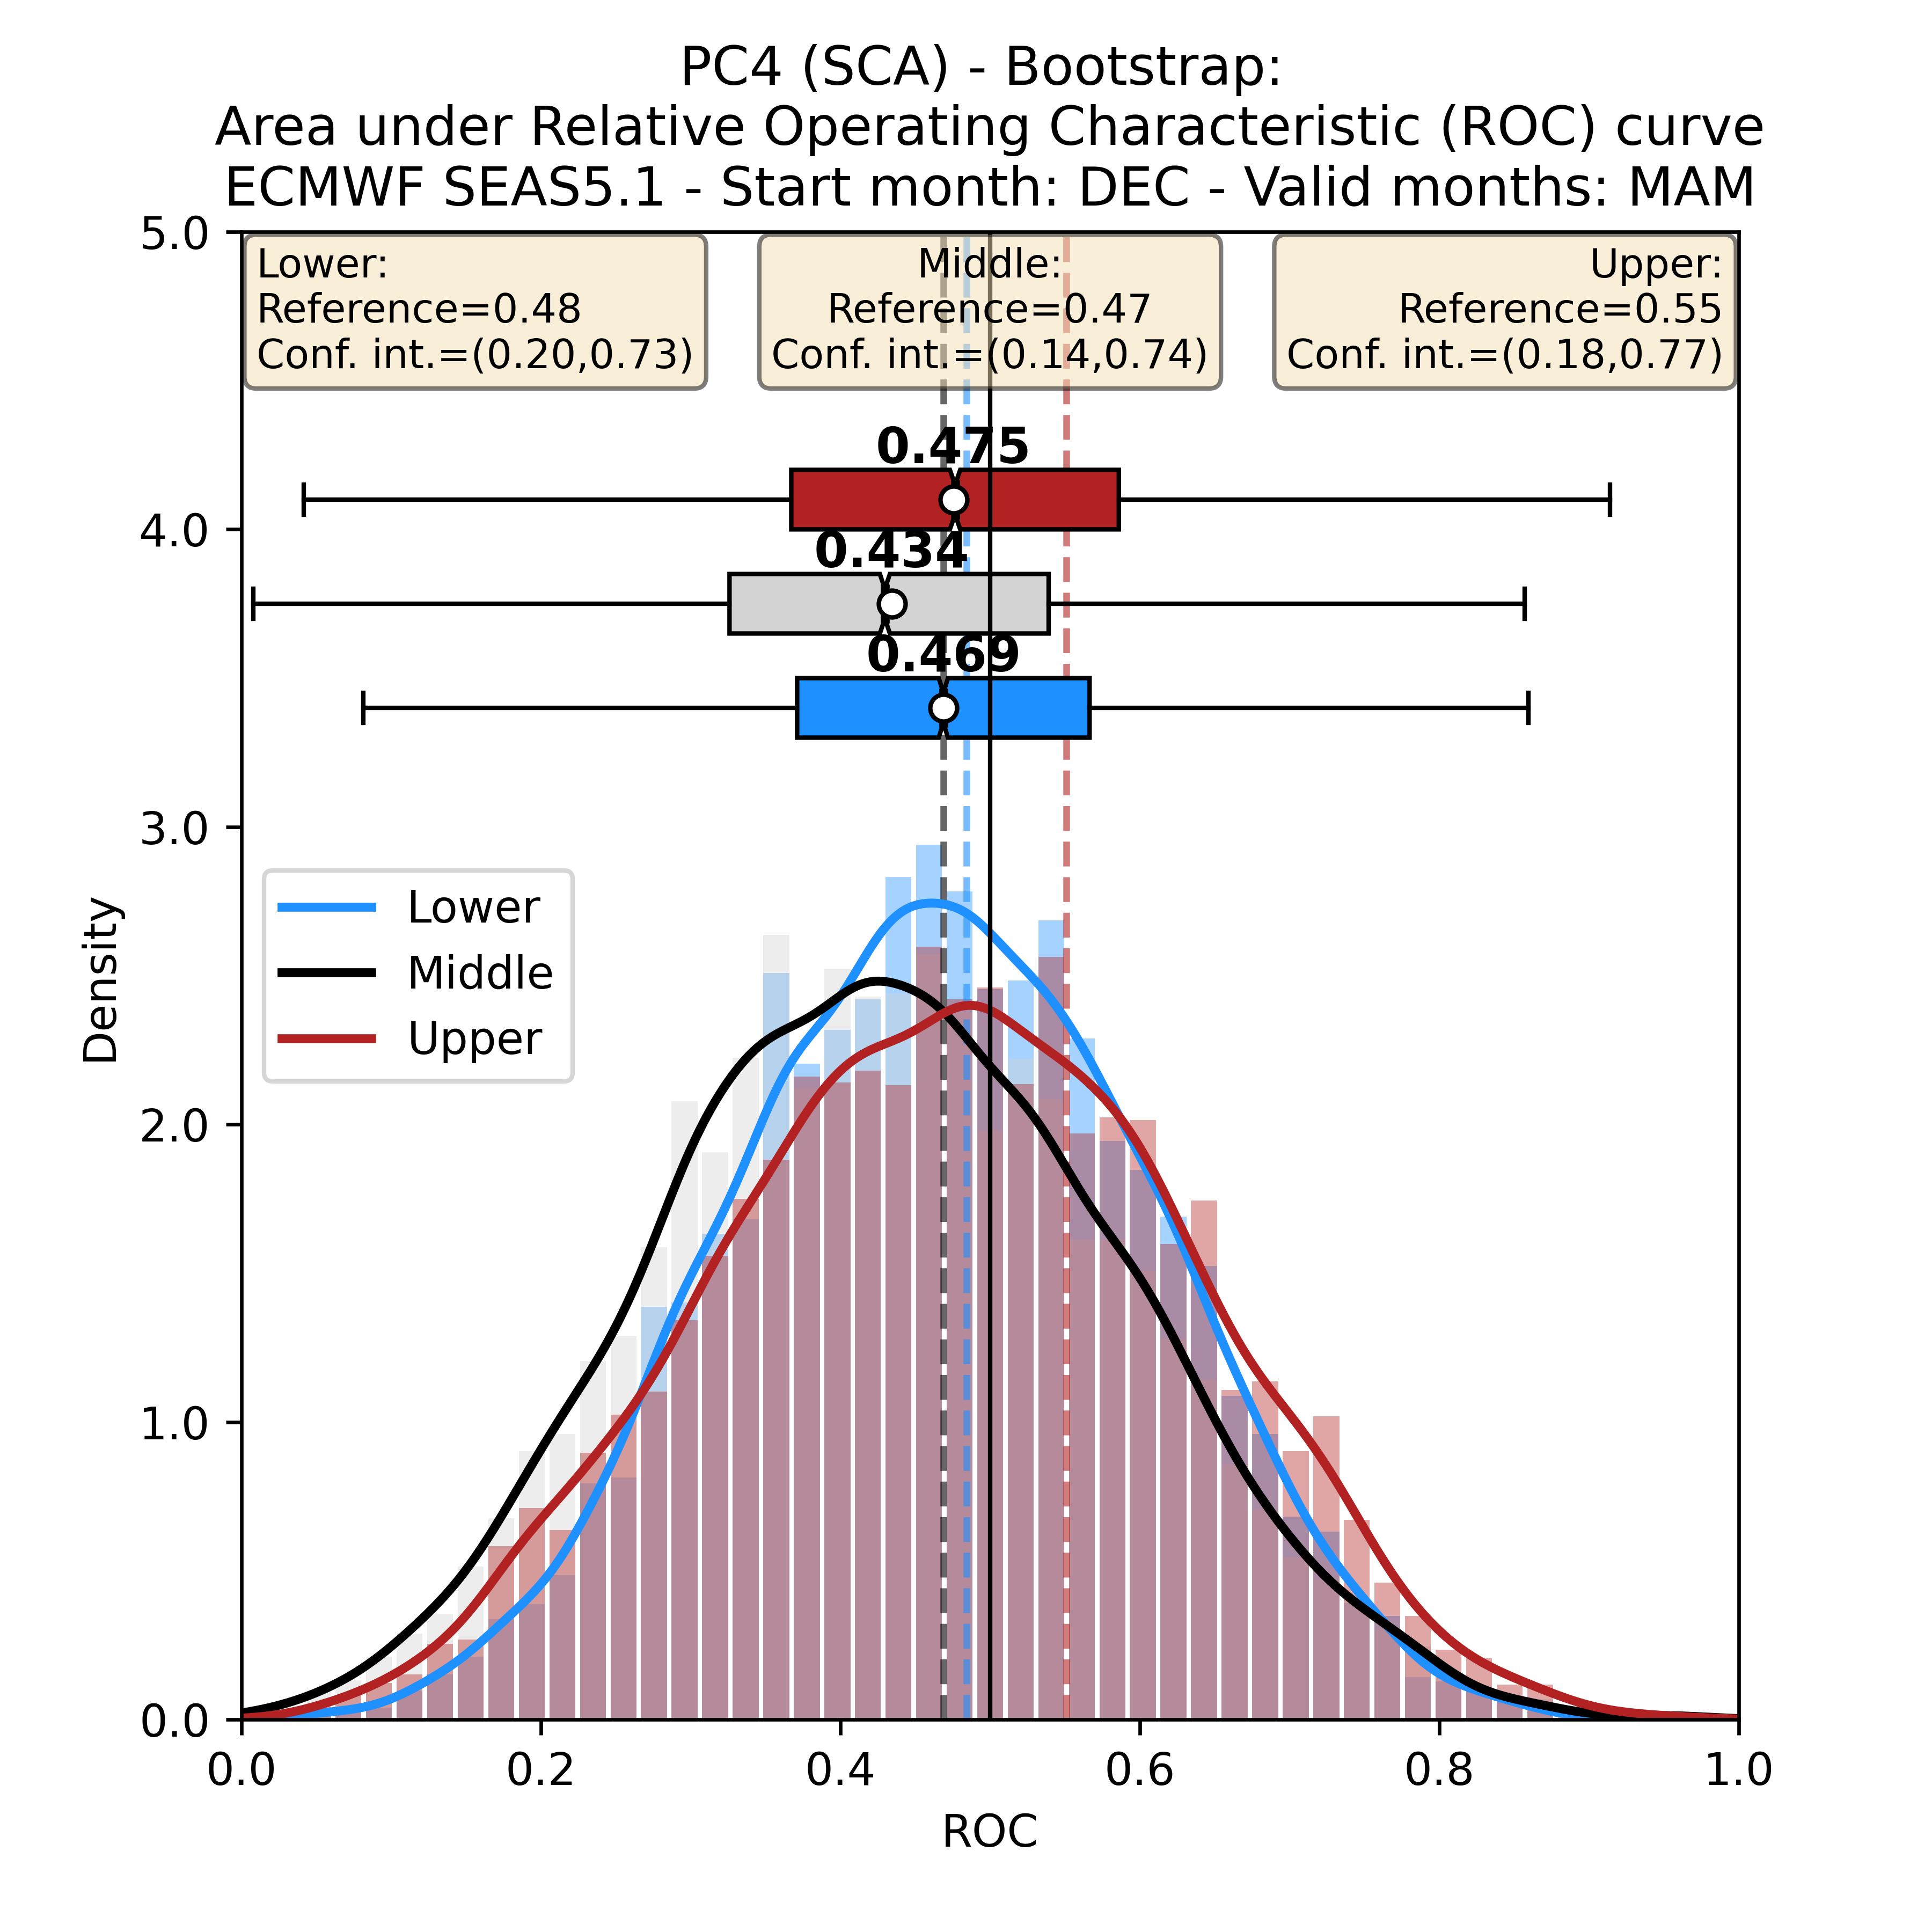 PC4 (SCA) - Bootstrap:
Area under Relative Operating Characteristic (ROC) curve
ECMWF SEAS5.1 - Start month: DEC - Valid months: MAM
Lower:
Reference=0.48
Conf. int.=(0.20,0.73)
Middle:
Reference=0.47
Conf. int.=(0.14,0.74)
Upper:
Reference=0.55
Conf. int.=(0.18,0.77)
0.475
0.434
0.469
Lower
Middle
Upper
Density
5.0
4.0
3.0
2.0
1.0
0.0
0.0 0.2 0.4 0.6 0.8 1.0
ROC